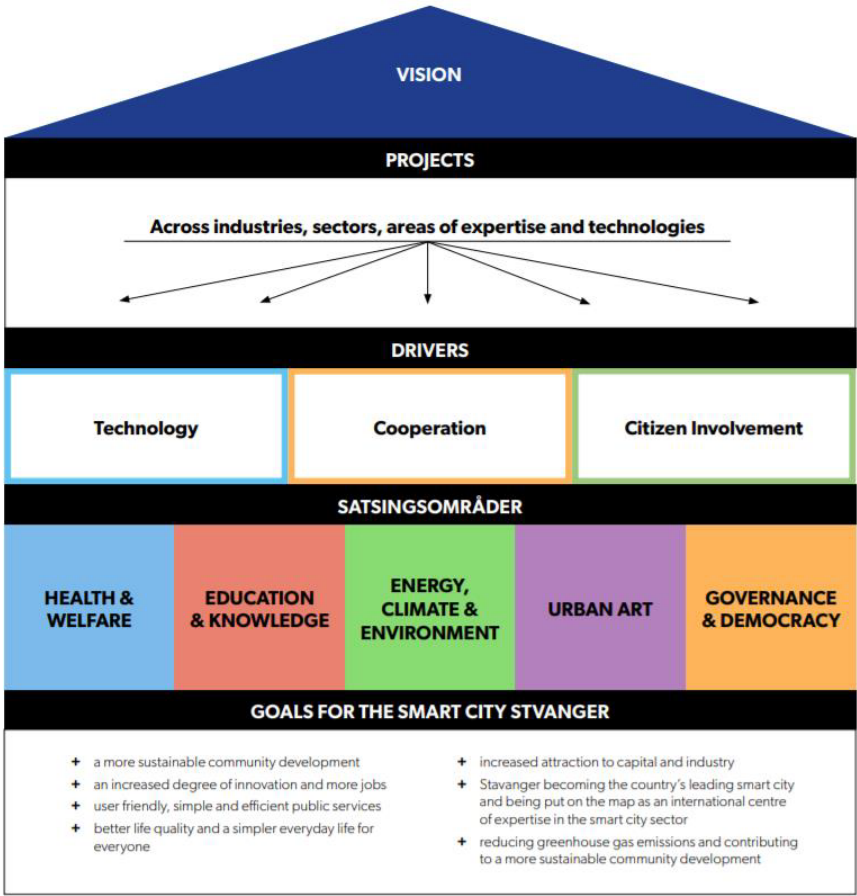 VISION
PROJECTS
Across industries, sectors, areas of expertise and technologies
DRIVERS
Technology
Cooperation
Citizen Involvement
SATSINGSOMRÅDER
HEALTH &
WELFARE
EDUCATION
& KNOWLEDGE
ENERGY,
CLIMATE &
ENVIRONMENT
URBAN ART
GOVERNANCE
& DEMOCRACY
GOALS FOR THE SMART CITY STVANGER
+ a more sustainable community development
+ an increased degree of innovation and more jobs
+ user friendly, simple and efficient public services
+ better life quality and a simpler everyday life for
everyone
+ increased attraction to capital and industry
+ Stavanger becoming the country's leading smart city
and being put on the map as an international centre
of expertise in the smart city sector
+ reducing greenhouse gas emissions and contributing
to a more sustainable community development